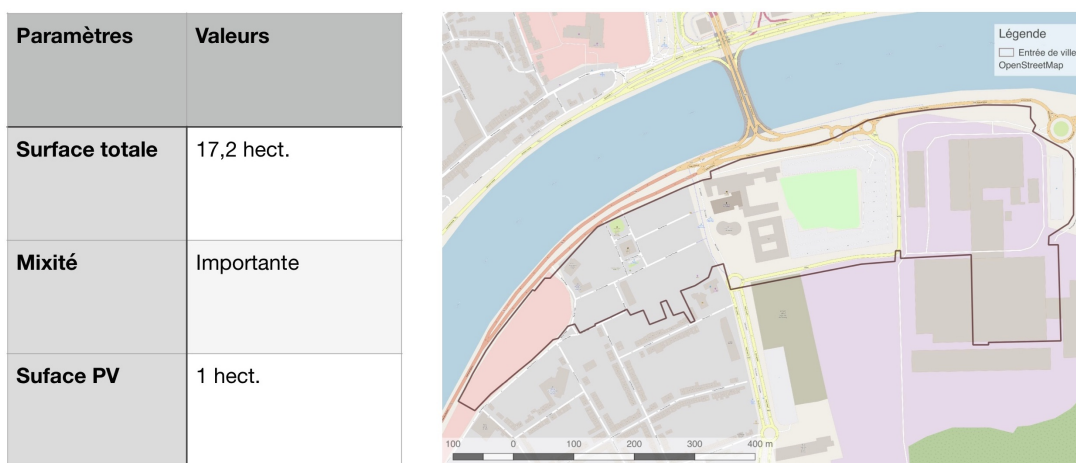 Paramètres Valeurs
Surface totale 17,2 hect.
Mixité Importante
Suface PV 1 hect.
Légende
Entrée de ville
OpenStreetMap
100 0 100 200 300 400 m